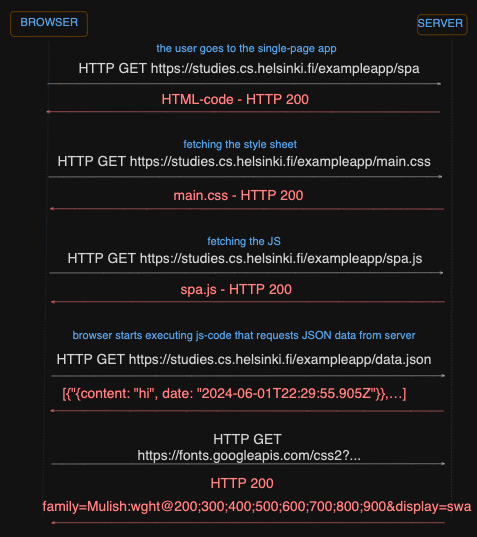 BROWSER
SERVER
the user goes to the single-page app
HTTP GET https://studies.cs.helsinki.fi/exampleapp/spa
HTML-code - HTTP 200
fetching the style sheet
HTTP GET https://studies.cs.helsinki.fi/exampleapp/main.css
main.css - HTTP 200
fetching the JS
HTTP GET https://studies.cs.helsinki.fi/exampleapp/spa.js
spa.js - HTTP 200
browser starts executing js-code that requests JSON data from server
HTTP GET https://studies.cs.helsinki.fi/exampleapp/data.json
[{"{content: "hi", date: "2024-06-01T22:29:55.905Z"}},...]
HTTP GET
https://fonts.googleapis.com/css2?...
HTTP 200
family=Mulish:wght@200;300;400;500;600;700;800;900&display=swa